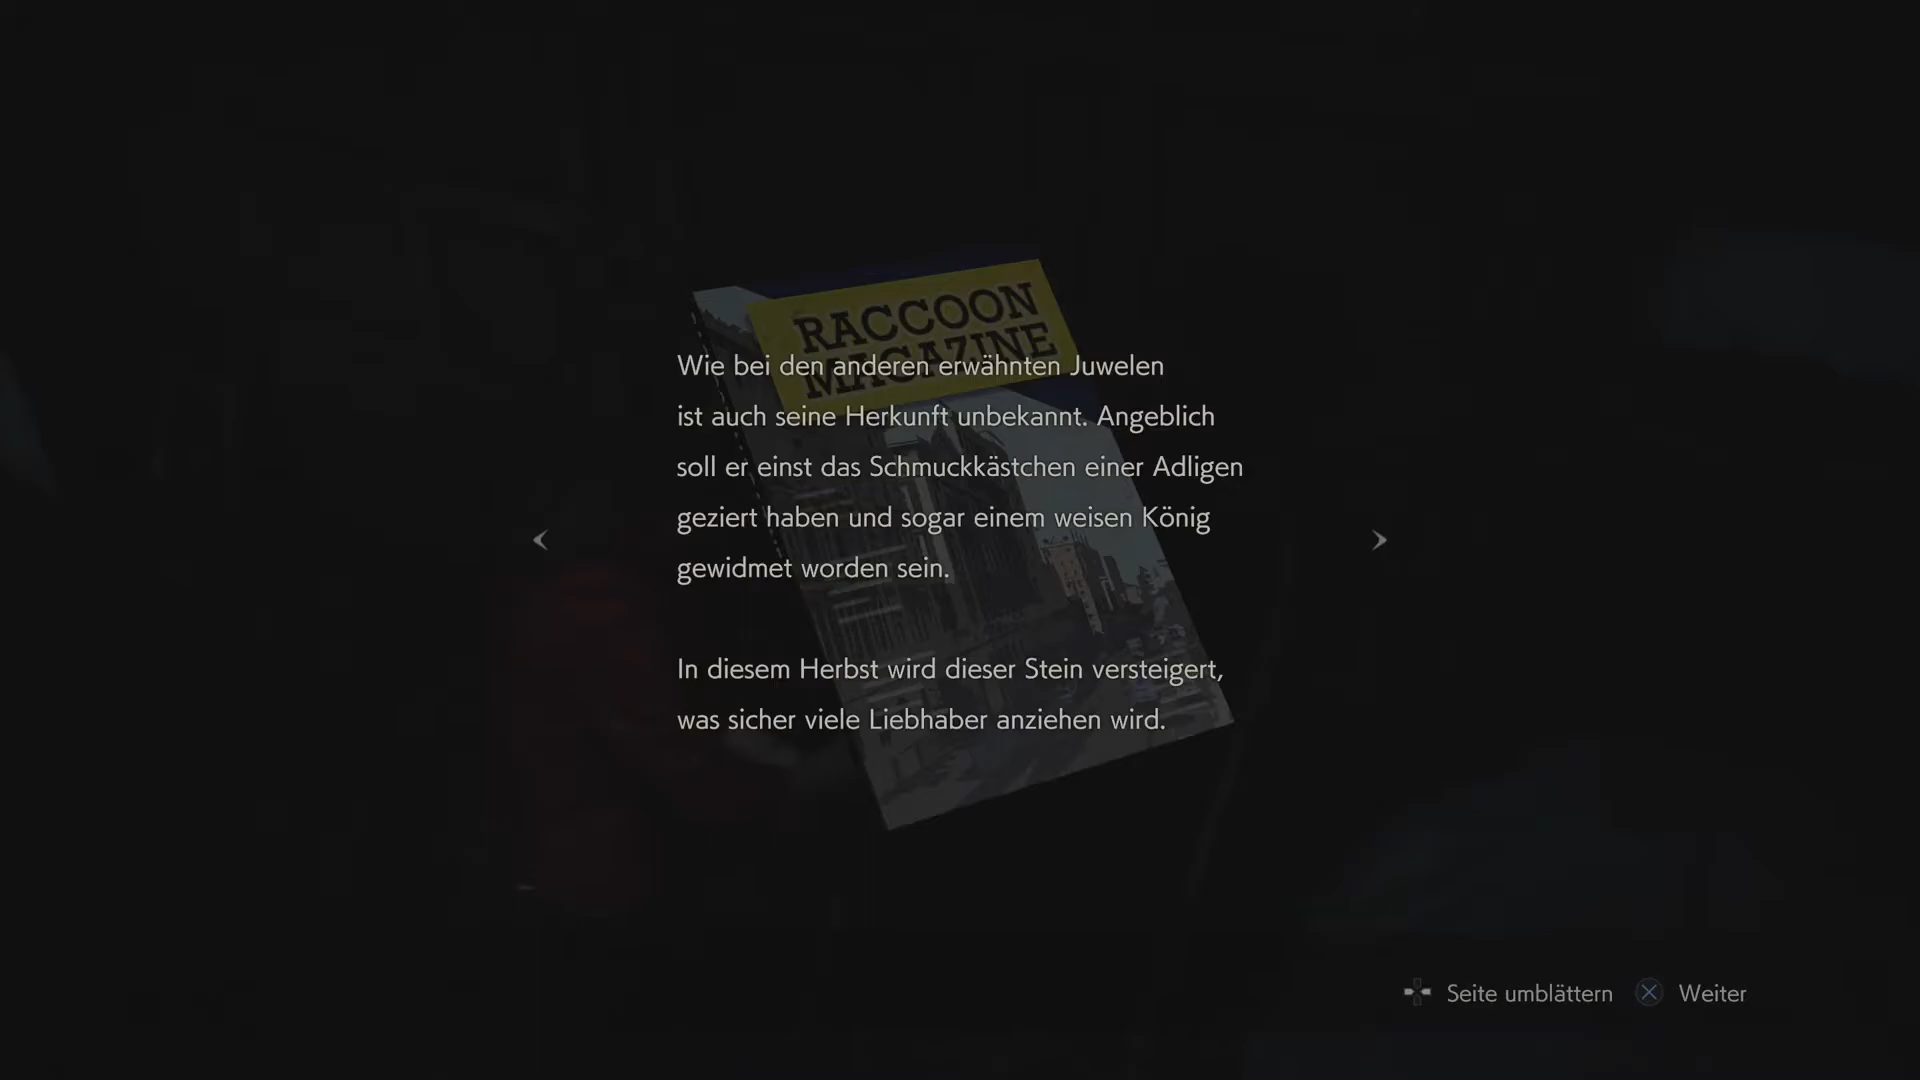 RACCOON
MAGAZINE
Wie bei den anderen erwähnten Juwelen
ist auch seine Herkunft unbekannt. Angeblich
soll er einst das Schmuckkästchen einer Adligen
geziert haben und sogar einem weisen König
gewidmet worden sein.
In diesem Herbst wird dieser Stein versteigert,
was sicher viele Liebhaber anziehen wird.
Seite umblättern
Weiter